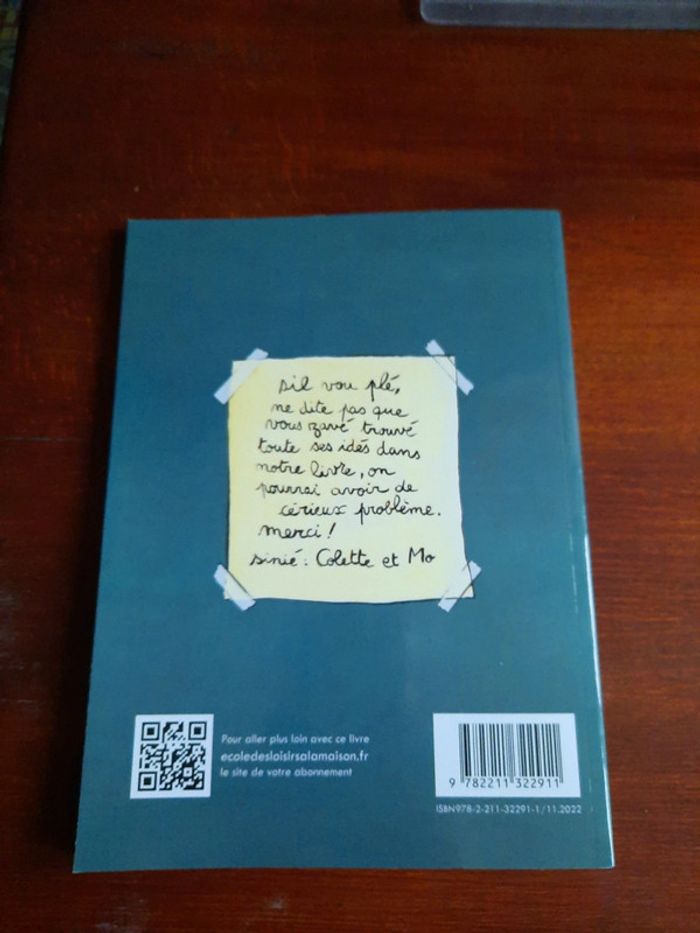 sil vou plé,
ne dite pas que
vous zavé trouvé
toute ses idés dans
notre livre, on
pourrai avoir de
cérieux problème.
merci !
sinié : Colette et Mo
Pour aller plus loin avec ce livre
ecoledesloisirsalamaison.fr
le site de votre abonnement
9 782211 322911
ISBN978-2-211-32291-1/11.2022